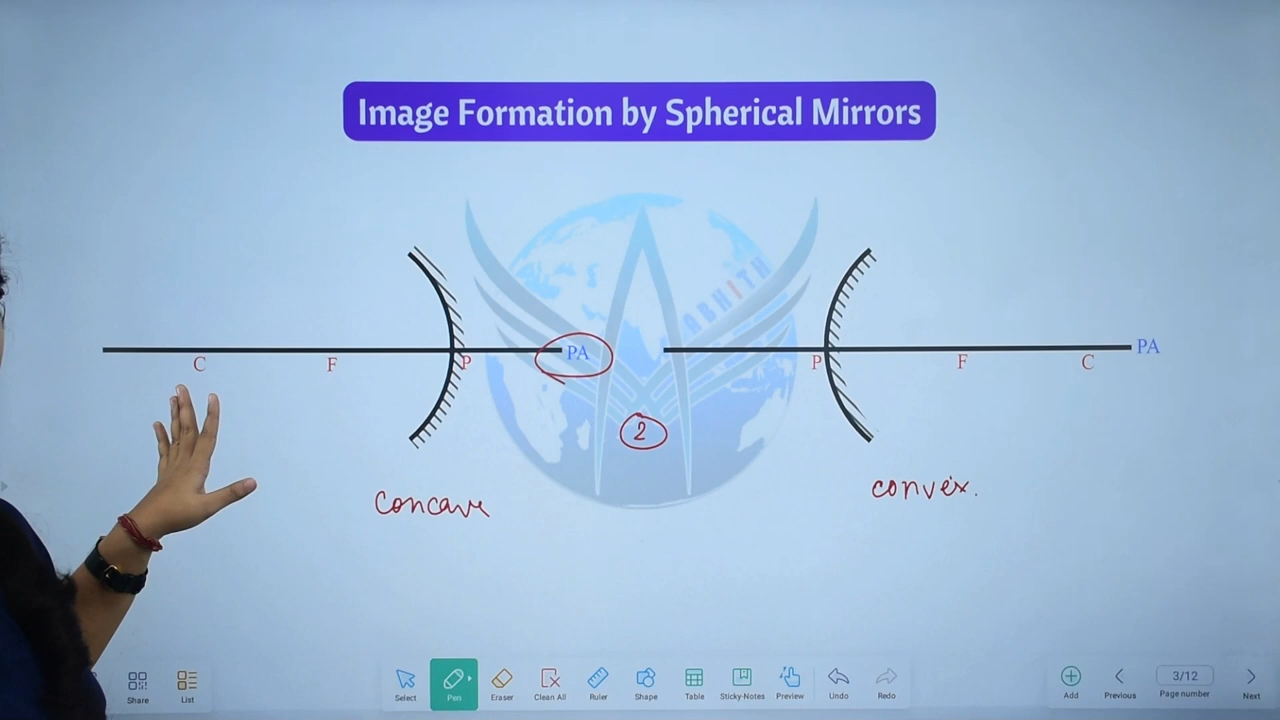 Image Formation by Spherical Mirrors
ABHITH
C F P PA
P F C PA
2
concave
convex.
Share
List
Select
Pen
Eraser
Clean All
Ruler
Shape
Table
Sticky-Notes
Preview
Undo
Redo
Add
Previous
3/12
Page number
Next